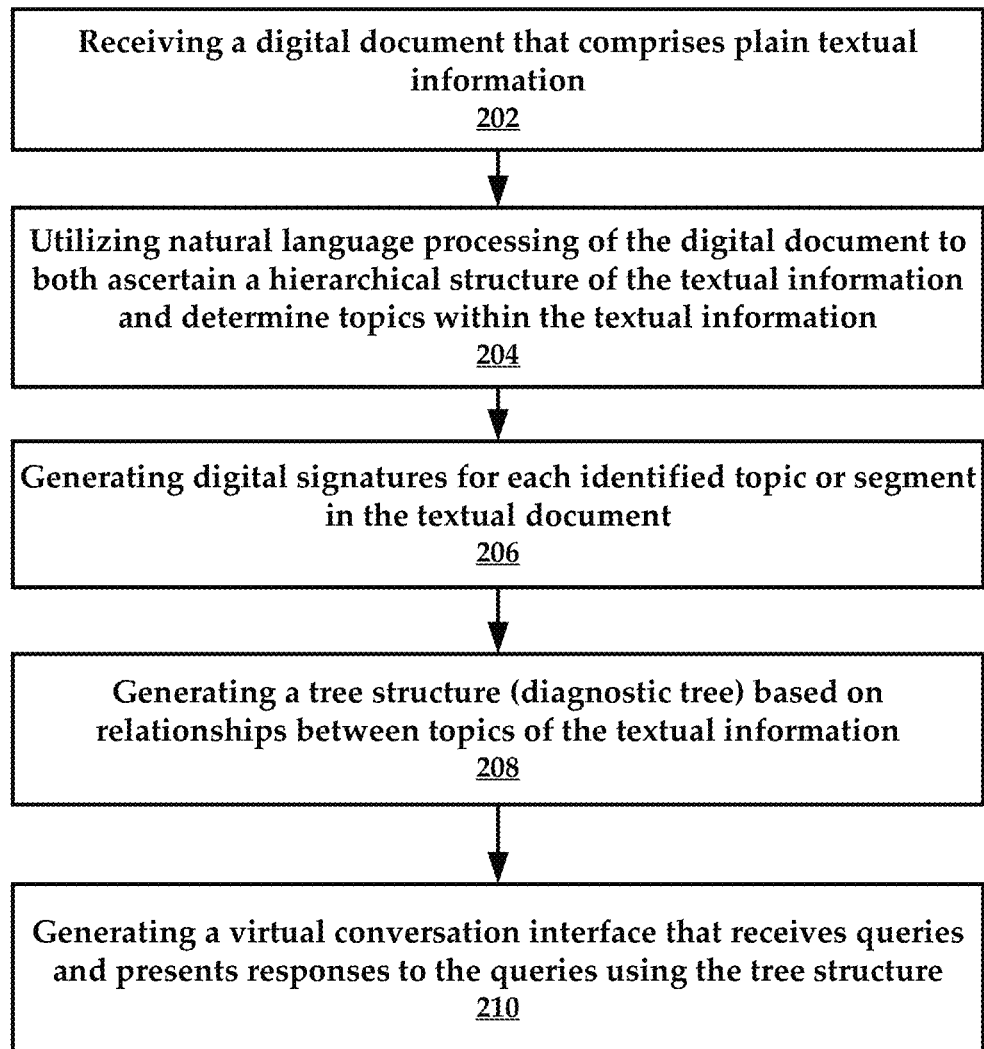 Receiving a digital document that comprises plain textual
information
202
Utilizing natural language processing of the digital document to
both ascertain a hierarchical structure of the textual information
and determine topics within the textual information
204
Generating digital signatures for each identified topic or segment
in the textual document
206
Generating a tree structure (diagnostic tree) based on
relationships between topics of the textual information
208
Generating a virtual conversation interface that receives queries
and presents responses to the queries using the tree structure
210